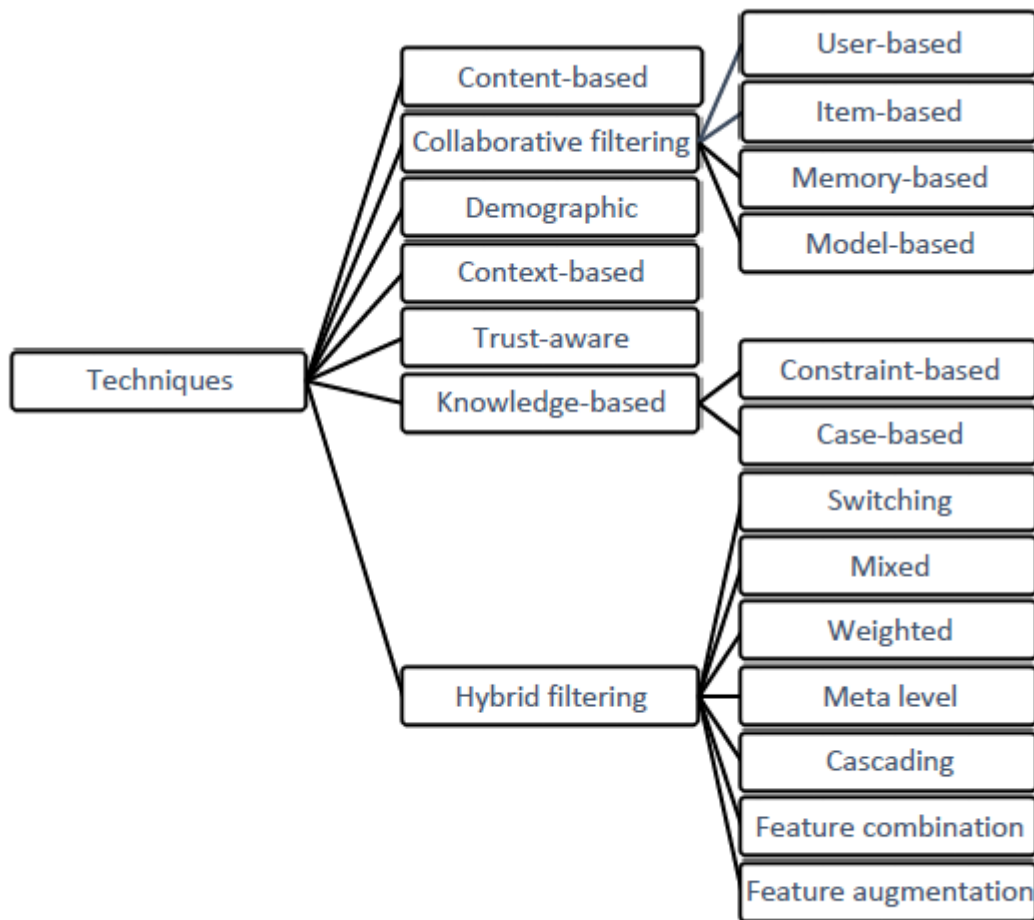 Techniques
Content-based
Collaborative filtering
Demographic
Context-based
Trust-aware
Knowledge-based
Hybrid filtering
User-based
Item-based
Memory-based
Model-based
Constraint-based
Case-based
Switching
Mixed
Weighted
Meta level
Cascading
Feature combination
Feature augmentation